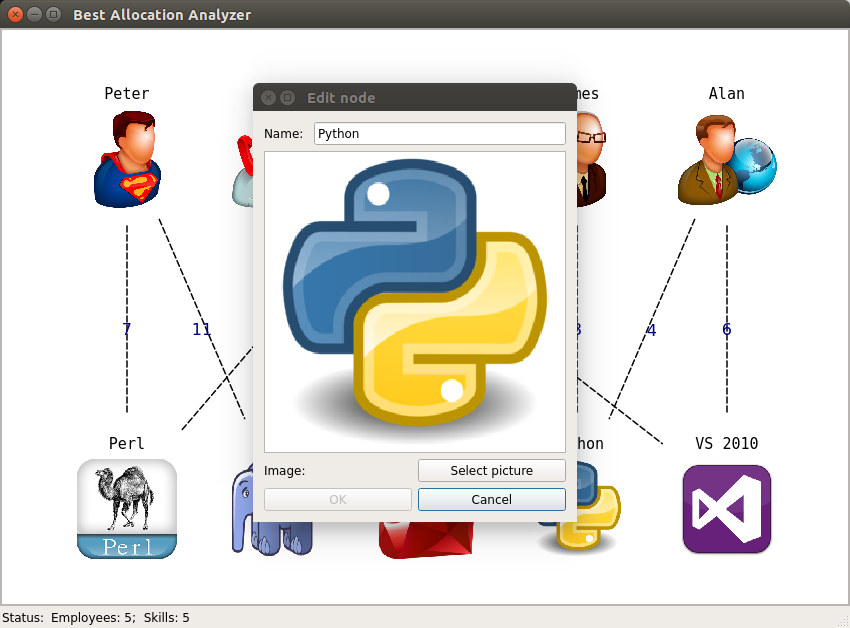 Best Allocation Analyzer
Peter
mes
Alan
Edit node
Name:
Python
7
11
3
4
6
Perl
hon
VS 2010
Image:
Select picture
OK
Cancel
Perl
Status: Employees: 5; Skills: 5